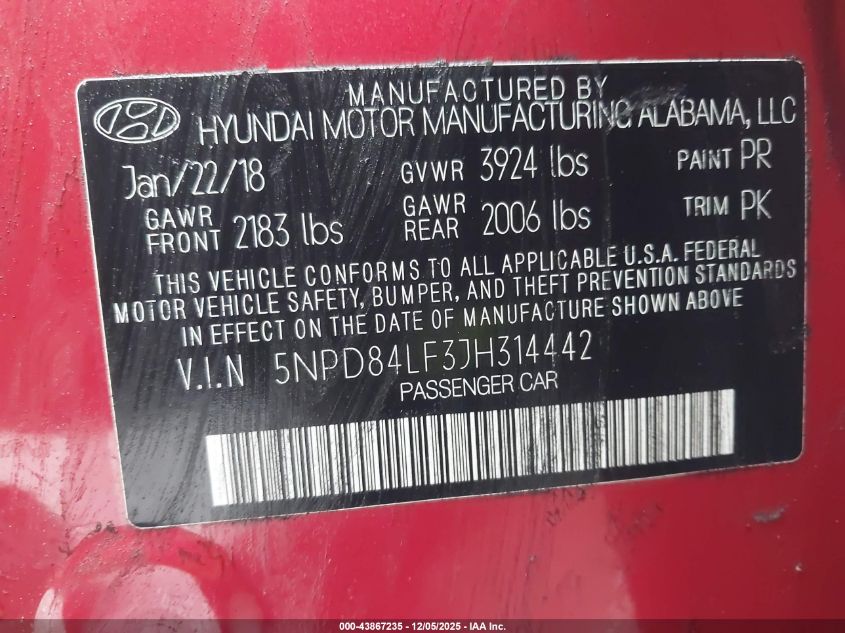 MANUFACTURED BY
HYUNDAI MOTOR MANUFACTURING ALABAMA, LLC
Jan/22/18 GVWR 3924 lbs PAINT PR
GAWR FRONT 2183 lbs GAWR REAR 2006 lbs TRIM PK
THIS VEHICLE CONFORMS TO ALL APPLICABLE U.S.A. FEDERAL
MOTOR VEHICLE SAFETY, BUMPER, AND THEFT PREVENTION STANDARDS
IN EFFECT ON THE DATE OF MANUFACTURE SHOWN ABOVE
V.I.N 5NPD84LF3JH314442
PASSENGER CAR
000-43867235 - 12/05/2025 - IAA Inc.